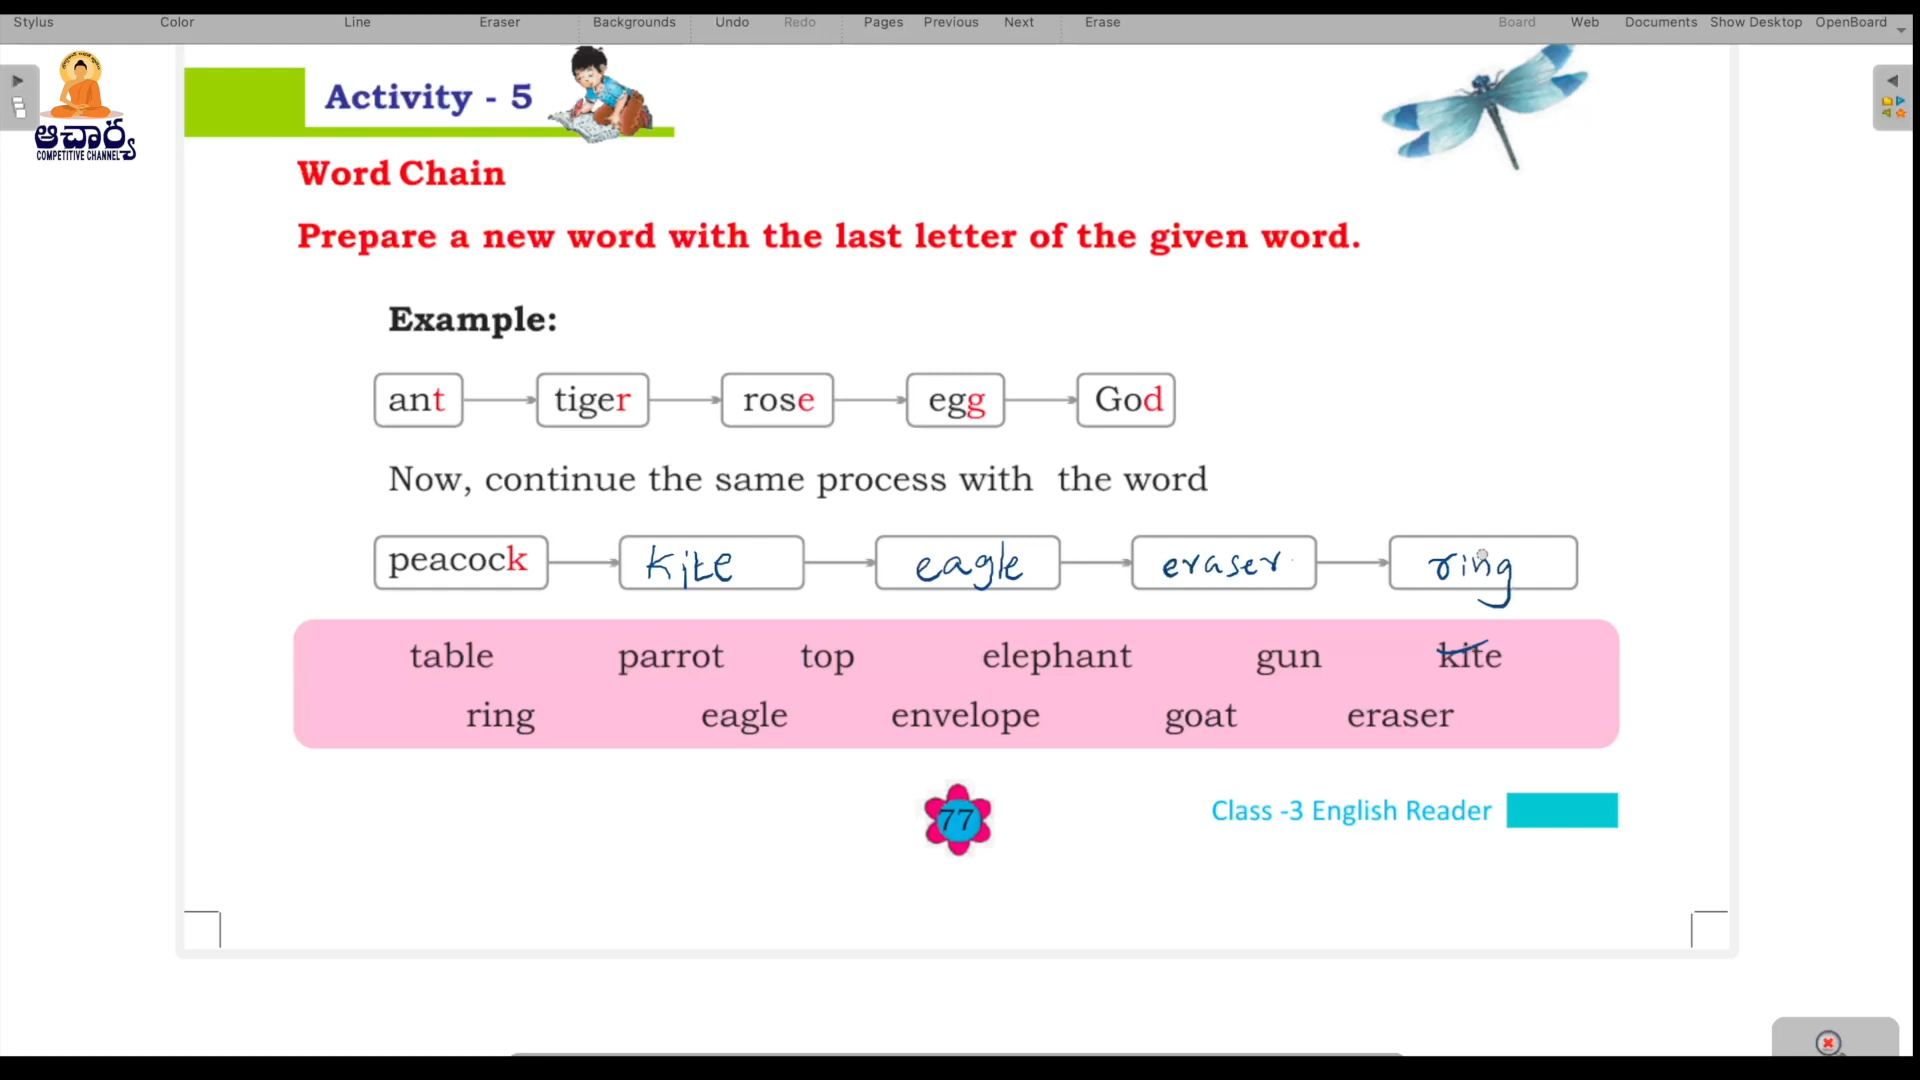 Stylus Color Line Eraser Backgrounds Undo Redo Pages Previous Next Erase Board Web Documents Show Desktop OpenBoard
ఆచార్య
COMPETITIVE CHANNEL
Activity - 5
Word Chain
Prepare a new word with the last letter of the given word.
Example:
ant tiger rose egg God
Now, continue the same process with the word
peacock kite eagle eraser ring
table parrot top elephant gun kite
ring eagle envelope goat eraser
77
Class -3 English Reader